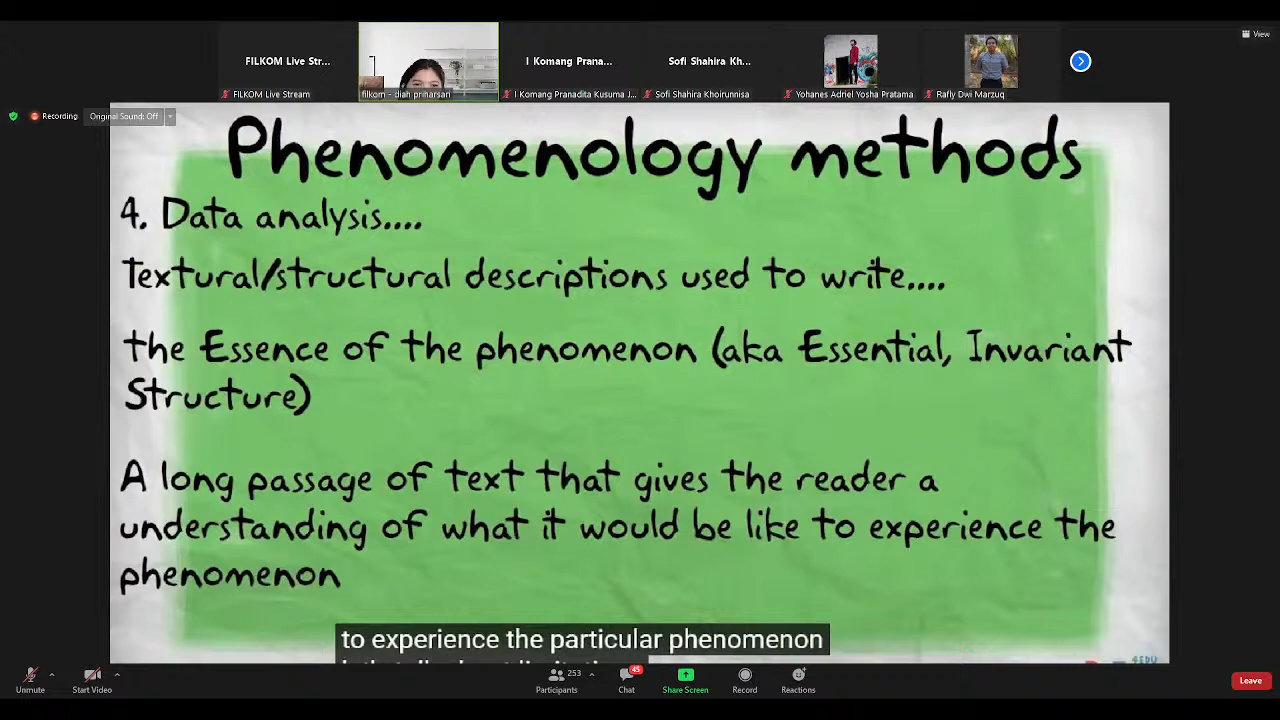 View
FILKOM Live Str...
I Komang Prana...
Sofi Shahira Kh...
FILKOM Live Stream
filkom - diah priharsari
I Komang Pranadita Kusuma J...
Sofi Shahira Khoirunnisa
Yohanes Adriel Yosha Pratama
Rafly Dwi Marzuq
Recording
Original Sound: Off
Phenomenology methods
4. Data analysis....
Textural/structural descriptions used to write....
the Essence of the phenomenon (aka Essential, Invariant
Structure)
A long passage of text that gives the reader a
understanding of what it would be like to experience the
phenomenon
to experience the particular phenomenon
4EDU
Unmute
Start Video
253
Participants
45
Chat
Share Screen
Record
Reactions
Leave